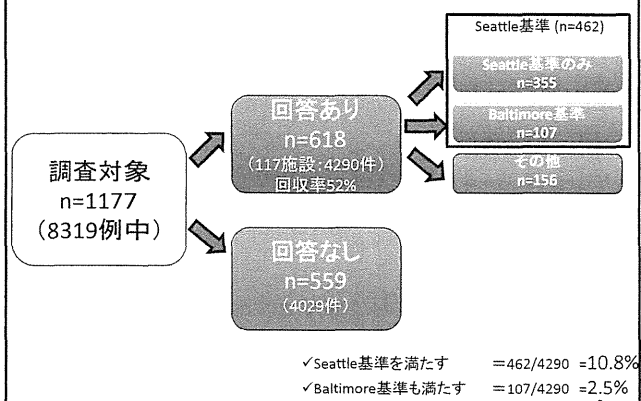 Seattle基準 (n=462)
Seattle基準のみ
n=355
Baltimore基準
n=107
その他
n=156
回答あり
n=618
(117施設:4290件)
回収率52%
調査対象
n=1177
(8319例中)
回答なし
n=559
(4029件)
✓Seattle基準を満たす =462/4290 =10.8%
✓Baltimore基準も満たす =107/4290 =2.5%